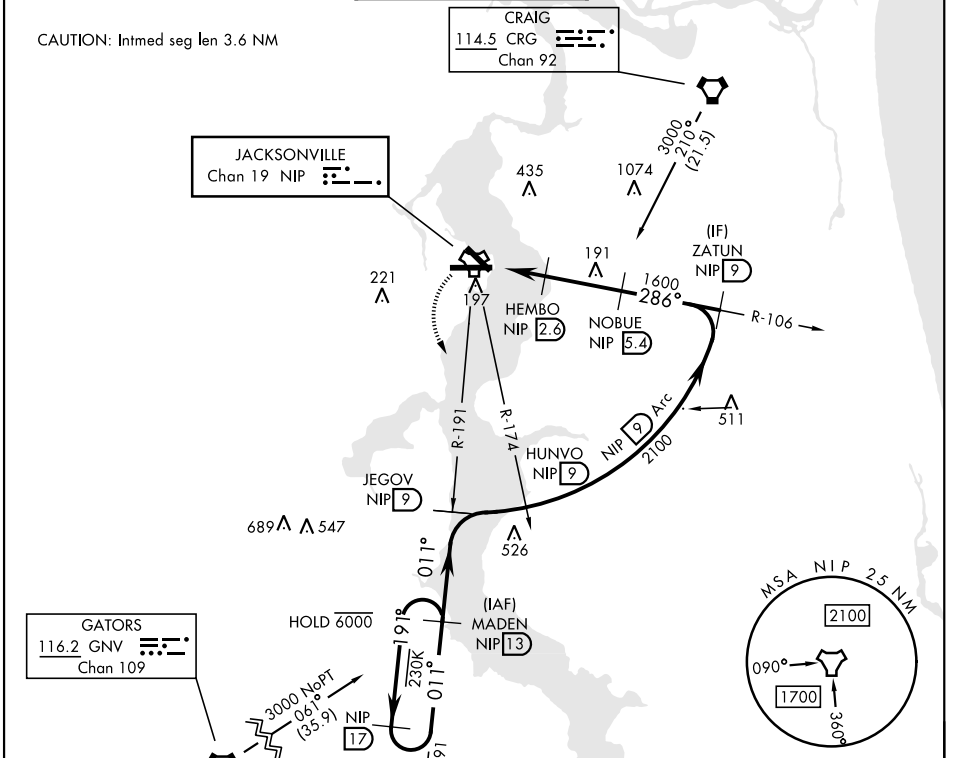 CAUTION: Intmed seg len 3.6 NM
CRAIG
114.5 CRG
Chan 92
3000
210°
(21.5)
JACKSONVILLE
Chan 19 NIP
435
1074
191
221
197
(IF)
ZATUN
NIP 9
1600
286°
R-106
HEMBO
NIP 2.6
NOBUE
NIP 5.4
511
NIP 9 Arc
2100
R-191
R-174
HUNVO
NIP 9
JEGOV
NIP 9
689
547
526
011°
HOLD 6000
191°
230K
011°
(IAF)
MADEN
NIP 13
GATORS
116.2 GNV
Chan 109
3000 NoPT
061°
(35.9)
NIP
17
91
MSA NIP 25 NM
2100
090°
1700
360°